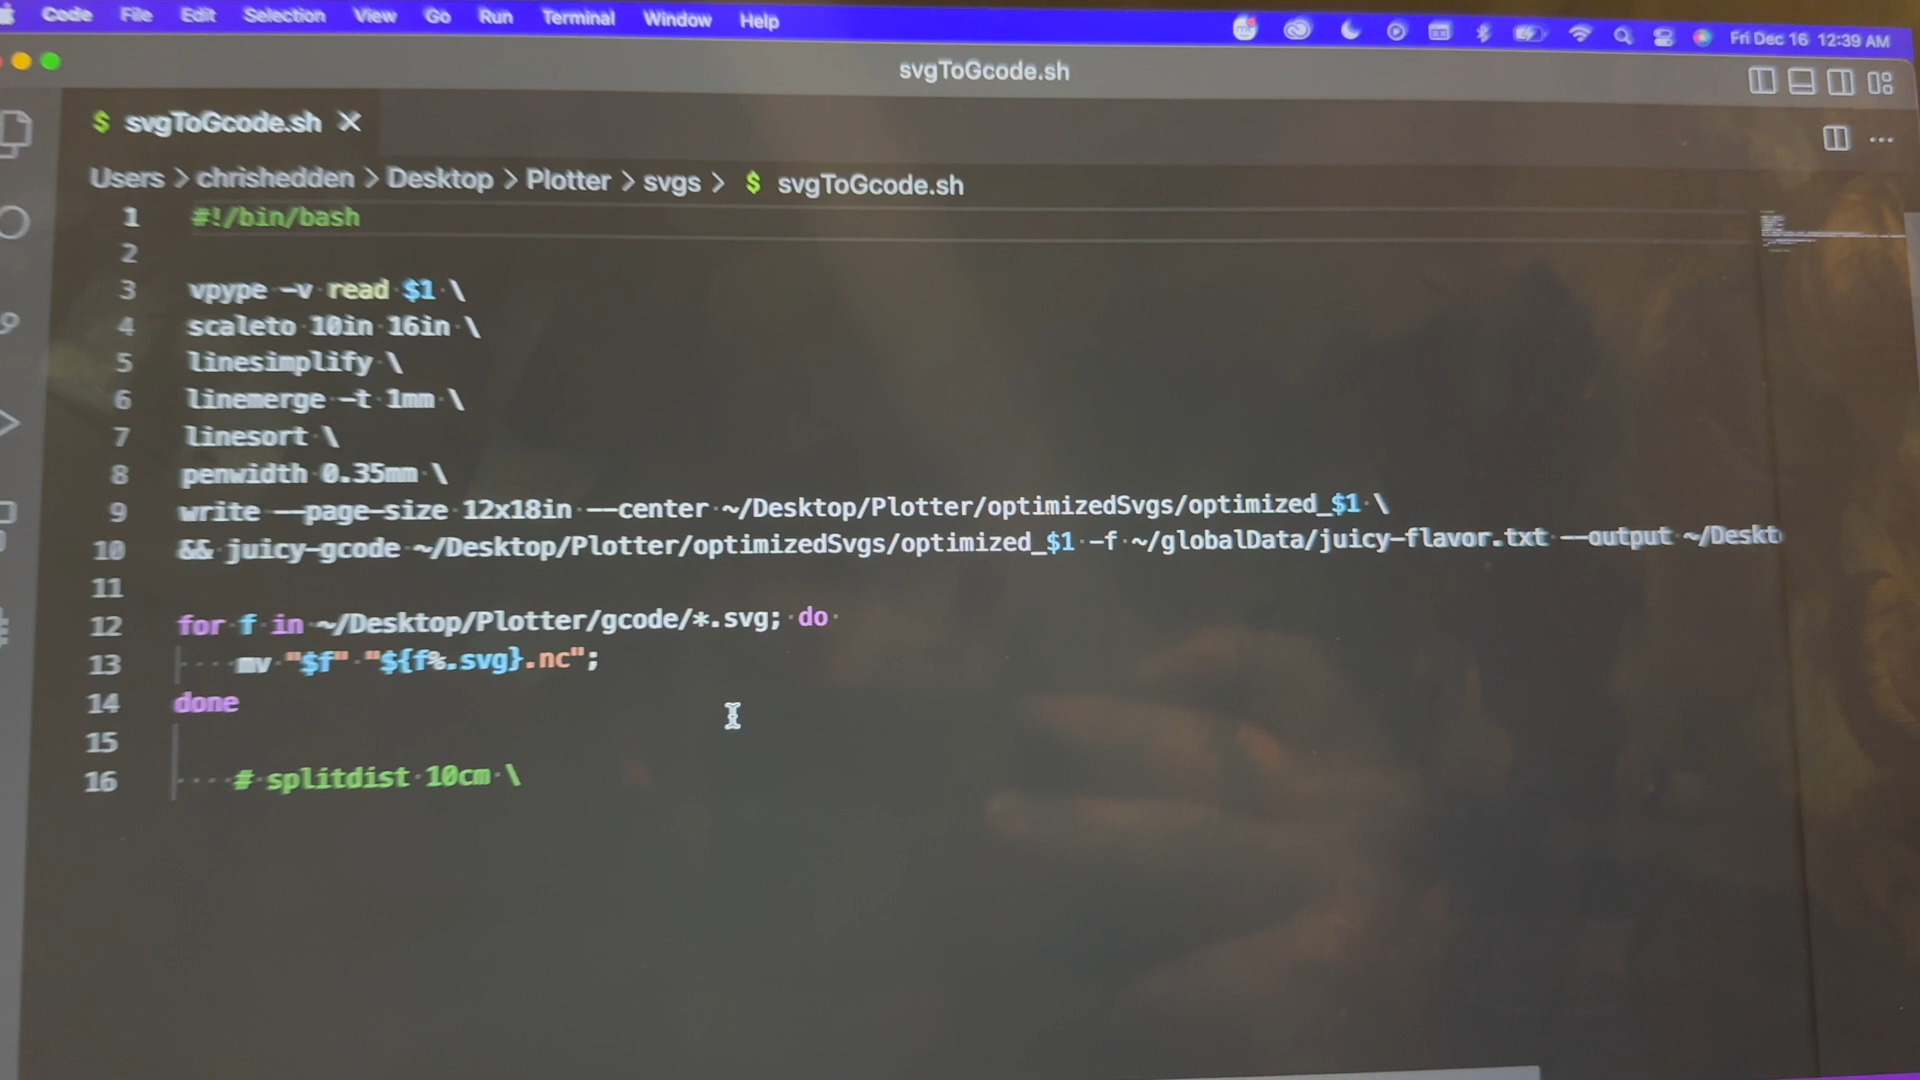 Code File Edit Selection View Go Run Terminal Window Help Fri Dec 16 12:39 AM
svgToGcode.sh
$ svgToGcode.sh
Users > chrishedden > Desktop > Plotter > svgs > $ svgToGcode.sh
1 #!/bin/bash
2
3 vpype -v read $1 \
4 scaleto 10in 16in \
5 linesimplify \
6 linemerge -t 1mm \
7 linesort \
8 penwidth 0.35mm \
9 write --page-size 12x18in --center ~/Desktop/Plotter/optimizedSvgs/optimized_$1 \
10 && juicy-gcode ~/Desktop/Plotter/optimizedSvgs/optimized_$1 -f ~/globalData/juicy-flavor.txt --output ~/Deskt
11
12 for f in ~/Desktop/Plotter/gcode/*.svg; do
13 mv "$f" "${f%.svg}.nc";
14 done
15
16 # splitdist 10cm \